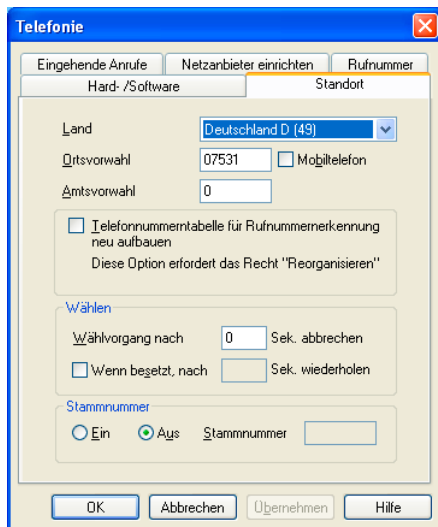 Telefonie
Eingehende Anrufe Netzanbieter einrichten Rufnummer
Hard- /Software Standort
Land Deutschland D (49)
Ortsvorwahl 07531 Mobiltelefon
Amtsvorwahl 0
Telefonnummerntabelle für Rufnummernerkennung
neu aufbauen
Diese Option erfordert das Recht "Reorganisieren"
Wählen
Wählvorgang nach 0 Sek. abbrechen
Wenn besetzt, nach Sek. wiederholen
Stammnummer
Ein Aus Stammnummer
OK Abbrechen Übernehmen Hilfe